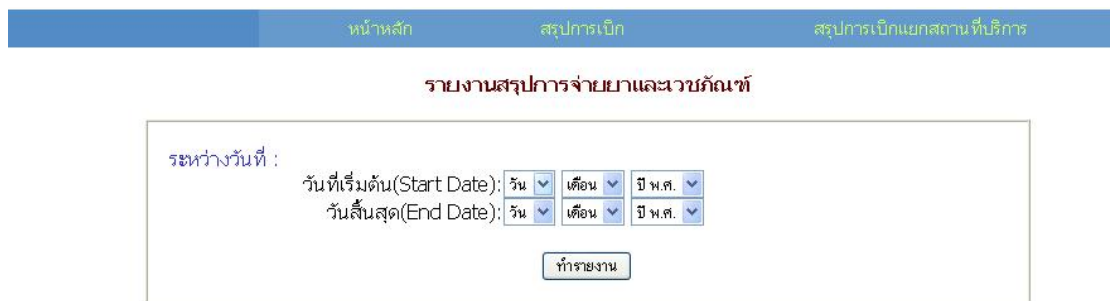 หน้าหลัก สรุปการเบิก สรุปการเบิกแยกสถานที่บริการ
รายงานสรุปการจ่ายยาและเวชภัณฑ์
ระหว่างวันที่ :
วันที่เริ่มต้น(Start Date): วัน เดือน ปี พ.ศ.
วันสิ้นสุด(End Date): วัน เดือน ปี พ.ศ.
ทำรายงาน